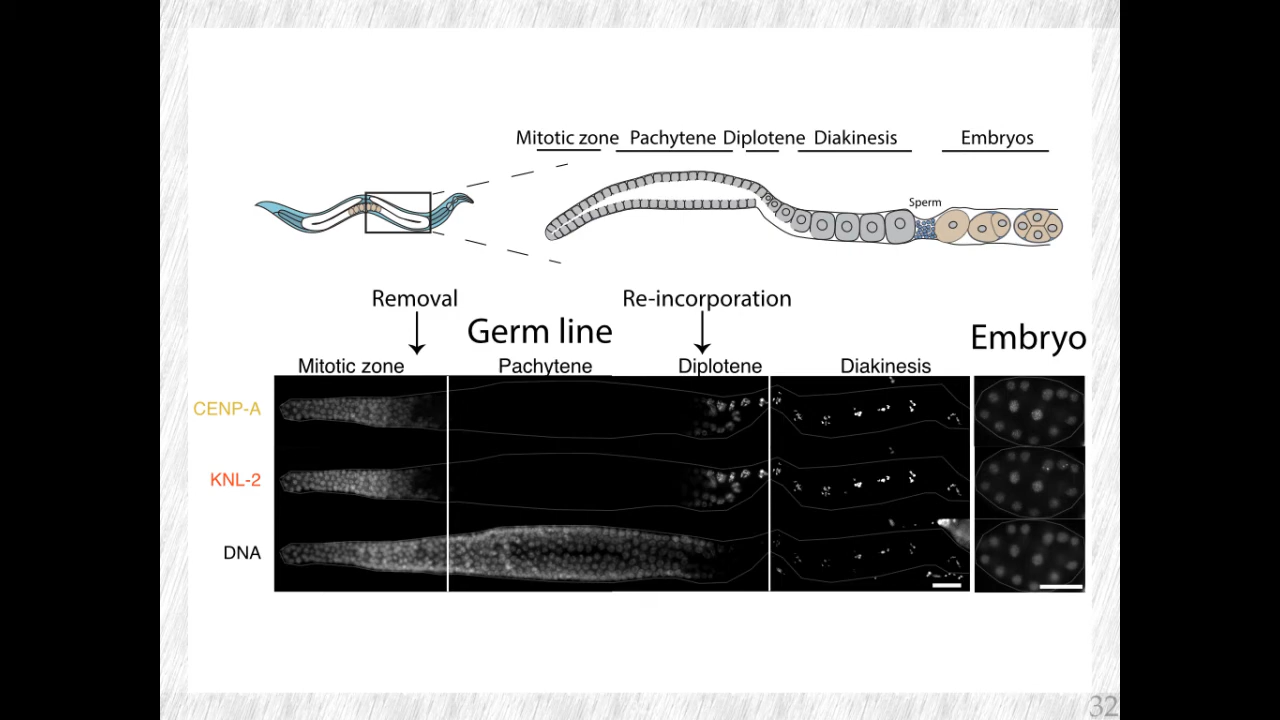 Mitotic zone Pachytene Diplotene Diakinesis Embryos
Sperm
Removal Re-incorporation
Germ line Embryo
Mitotic zone Pachytene Diplotene Diakinesis
CENP-A
KNL-2
DNA
32